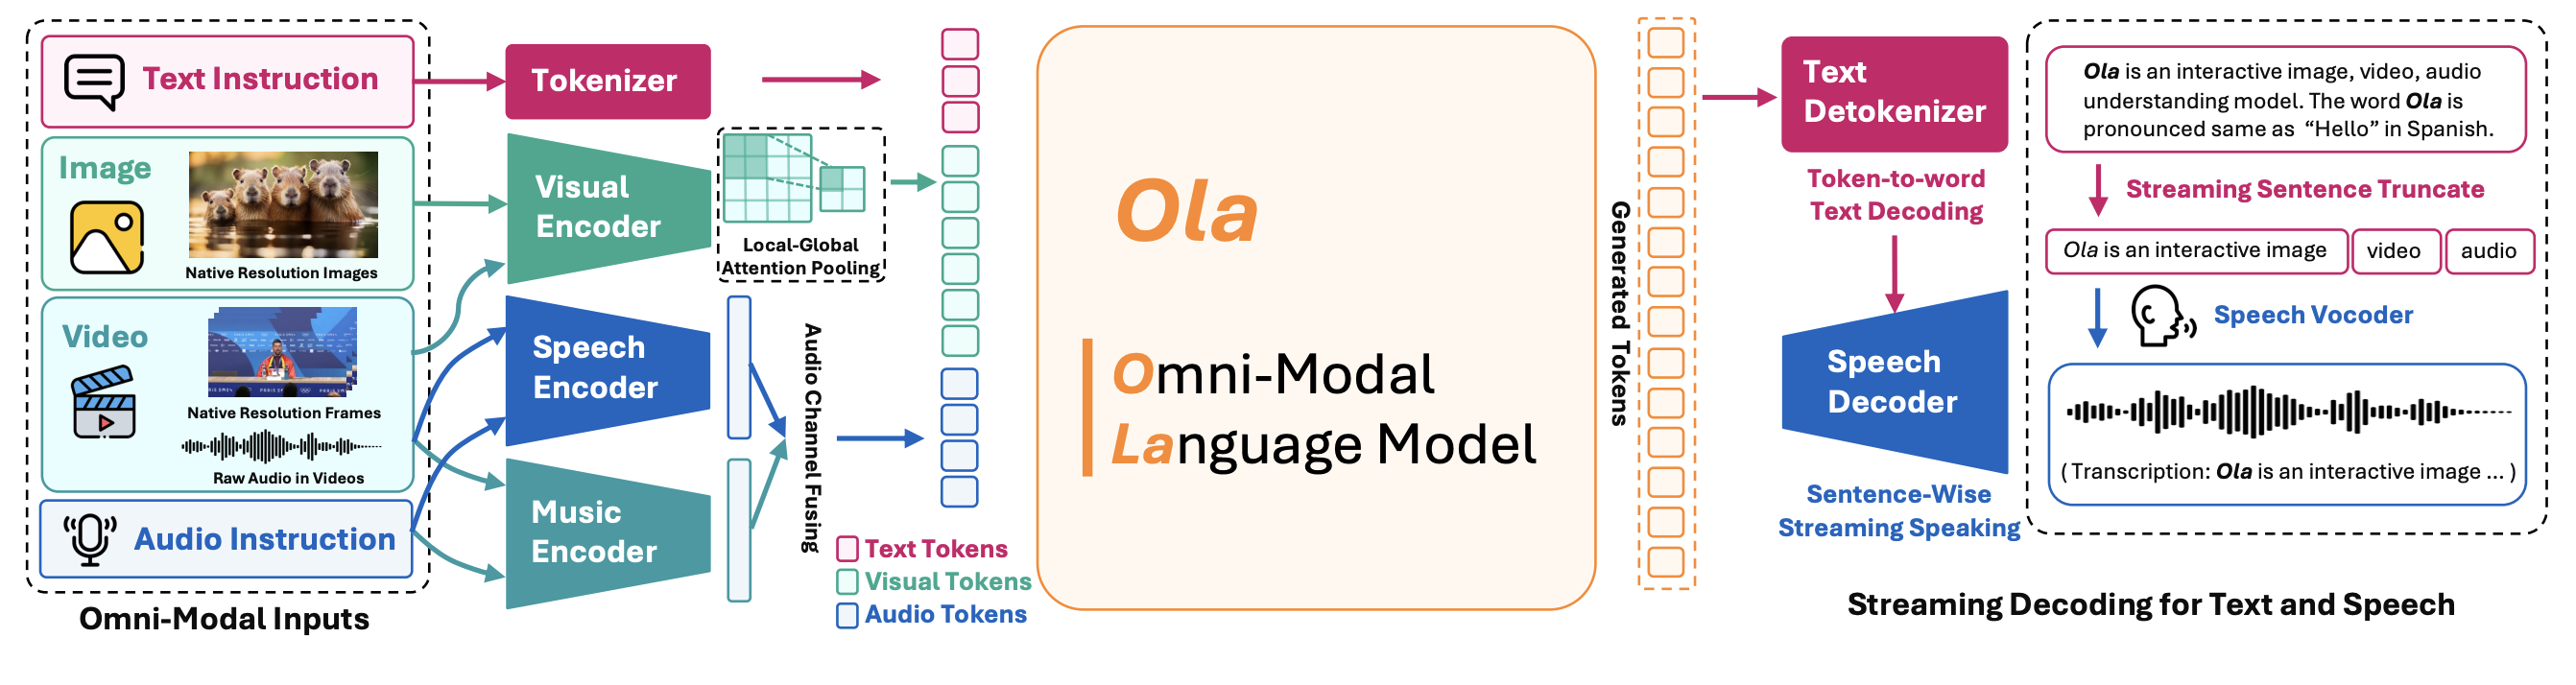 Text Instruction
Image
Native Resolution Images
Video
Native Resolution Frames
Raw Audio in Videos
Audio Instruction
Omni-Modal Inputs
Tokenizer
Visual
Encoder
Local-Global
Attention Pooling
Speech
Encoder
Music
Encoder
Audio Channel Fusing
Text Tokens
Visual Tokens
Audio Tokens
Ola
Omni-Modal
Language Model
Generated Tokens
Text
Detokenizer
Token-to-word
Text Decoding
Speech
Decoder
Sentence-Wise
Streaming Speaking
Ola is an interactive image, video, audio
understanding model. The word Ola is
pronounced same as “Hello” in Spanish.
Streaming Sentence Truncate
Ola is an interactive image video audio
Speech Vocoder
( Transcription: Ola is an interactive image ... )
Streaming Decoding for Text and Speech